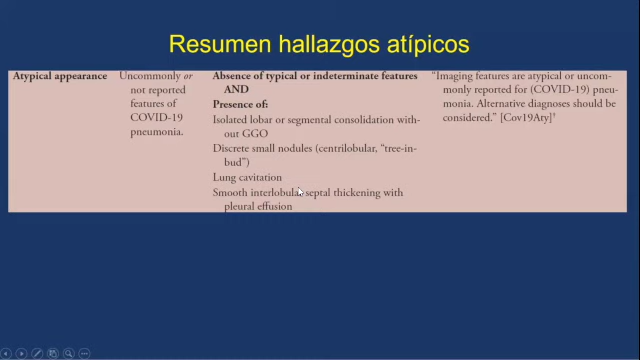 Resumen hallazgos atípicos
Atypical appearance
Uncommonly or
not reported
features of
COVID-19
pneumonia.
Absence of typical or indeterminate features
AND
Presence of:
Isolated lobar or segmental consolidation with-
out GGO
Discrete small nodules (centrilobular, “tree-in-
bud”)
Lung cavitation
Smooth interlobular septal thickening with
pleural effusion
“Imaging features are atypical or uncom-
monly reported for (COVID-19) pneu-
monia. Alternative diagnoses should be
considered.” [Cov19Aty]†